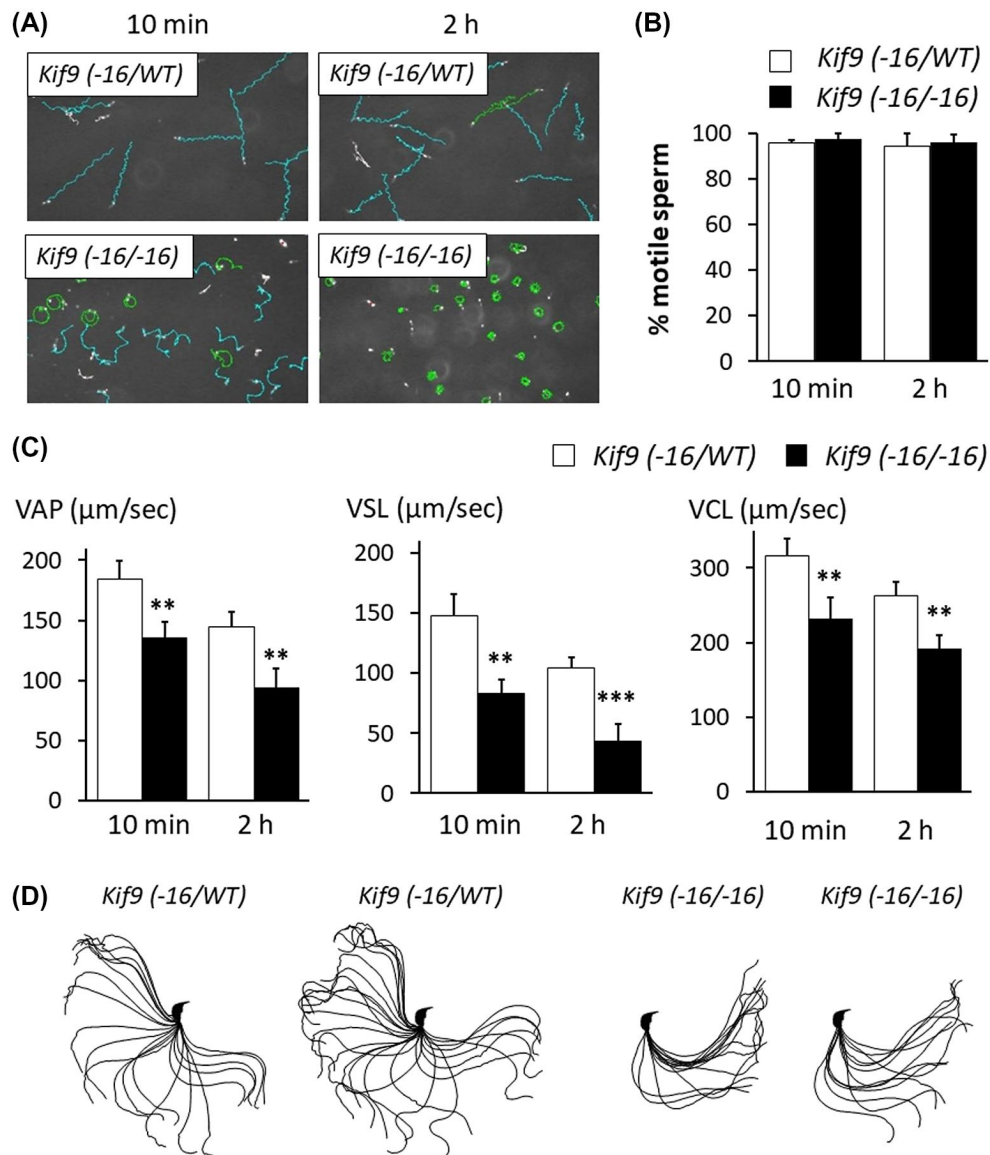 (A) 10 min 2 h
Kif9 (-16/WT) Kif9 (-16/WT)
Kif9 (-16/-16) Kif9 (-16/-16)
(B)
Kif9 (-16/WT)
Kif9 (-16/-16)
% motile sperm
100
80
60
40
20
0
10 min 2 h
(C)
Kif9 (-16/WT) Kif9 (-16/-16)
VAP (µm/sec)
200
150
100
50
0
** **
10 min 2 h
VSL (µm/sec)
200
150
100
50
0
** ***
10 min 2 h
VCL (µm/sec)
300
200
100
0
** **
10 min 2 h
(D)
Kif9 (-16/WT) Kif9 (-16/WT) Kif9 (-16/-16) Kif9 (-16/-16)